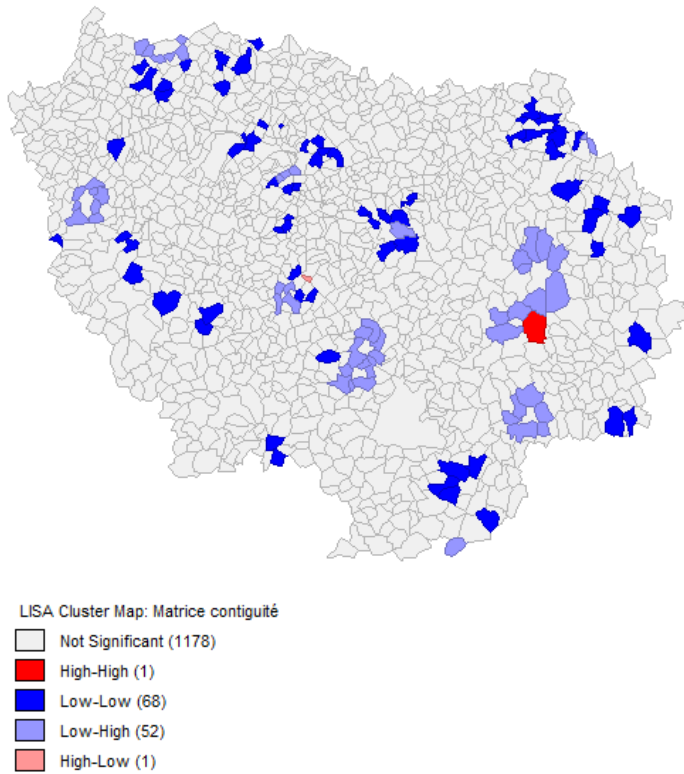 LISA Cluster Map: Matrice contiguité
Not Significant (1178)
High-High (1)
Low-Low (68)
Low-High (52)
High-Low (1)